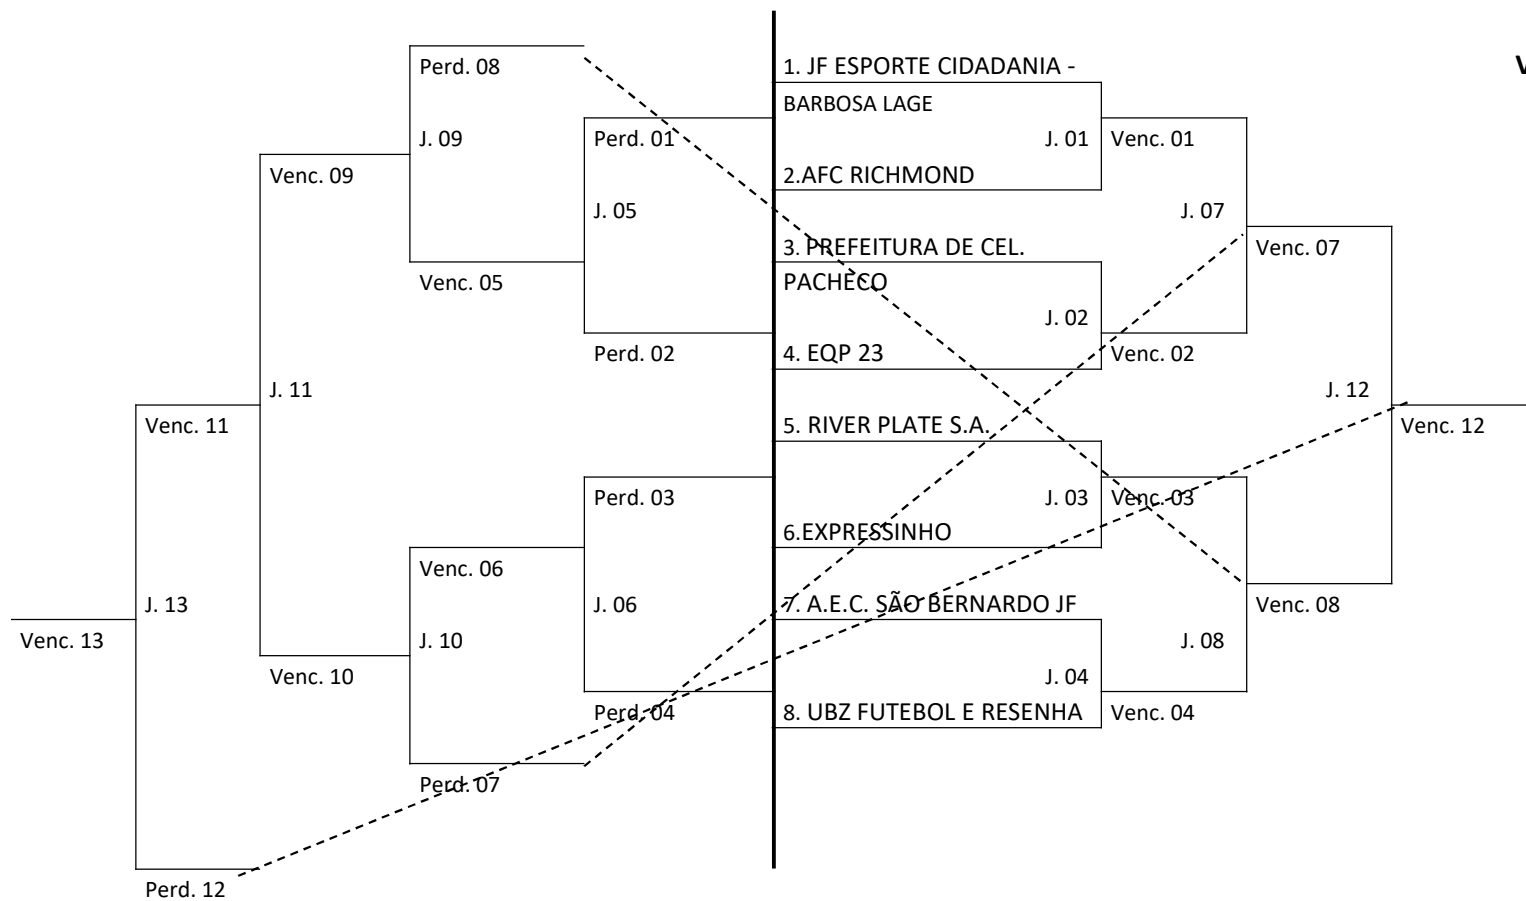 1. JF ESPORTE CIDADANIA -
BARBOSA LAGE
2.AFC RICHMOND
3. PREFEITURA DE CEL.
PACHECO
4. EQP 23
5. RIVER PLATE S.A.
6.EXPRESSINHO
7. A.E.C. SÃO BERNARDO JF
8. UBZ FUTEBOL E RESENHA
J. 01
J. 02
J. 03
J. 04
Venc. 01
Venc. 02
Venc. 03
Venc. 04
J. 07
J. 08
Venc. 07
Venc. 08
J. 12
Venc. 12
V
Perd. 01
J. 05
Perd. 02
Perd. 03
J. 06
Perd. 04
Perd. 08
J. 09
Venc. 05
Venc. 06
J. 10
Perd. 07
Venc. 09
J. 11
Venc. 10
Venc. 11
J. 13
Perd. 12
Venc. 13